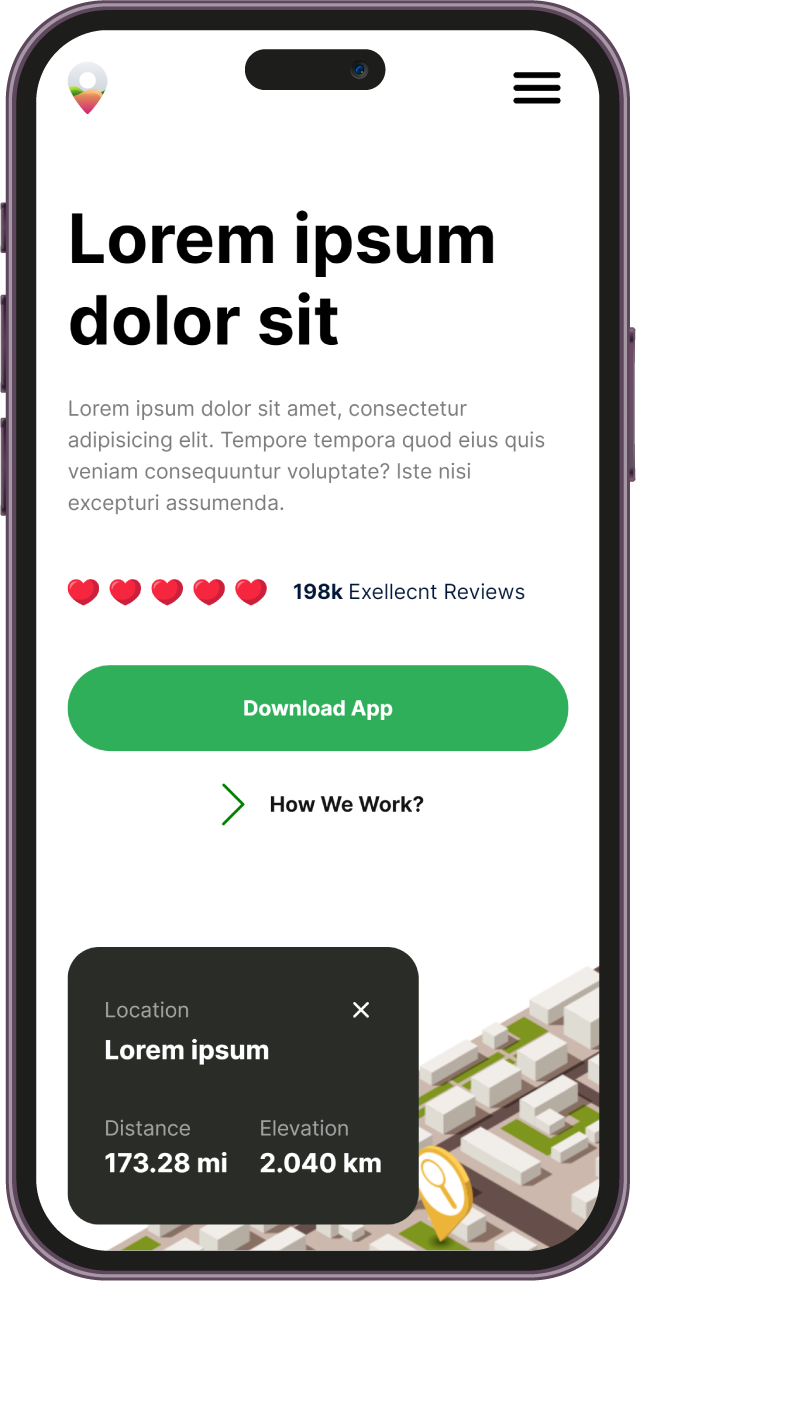 Lorem ipsum
dolor sit
Lorem ipsum dolor sit amet, consectetur
adipisicing elit. Tempore tempora quod eius quis
veniam consequuntur voluptate? Iste nisi
excepturi assumenda.
198k Exellecnt Reviews
Download App
How We Work?
Location
Lorem ipsum
Distance Elevation
173.28 mi 2.040 km